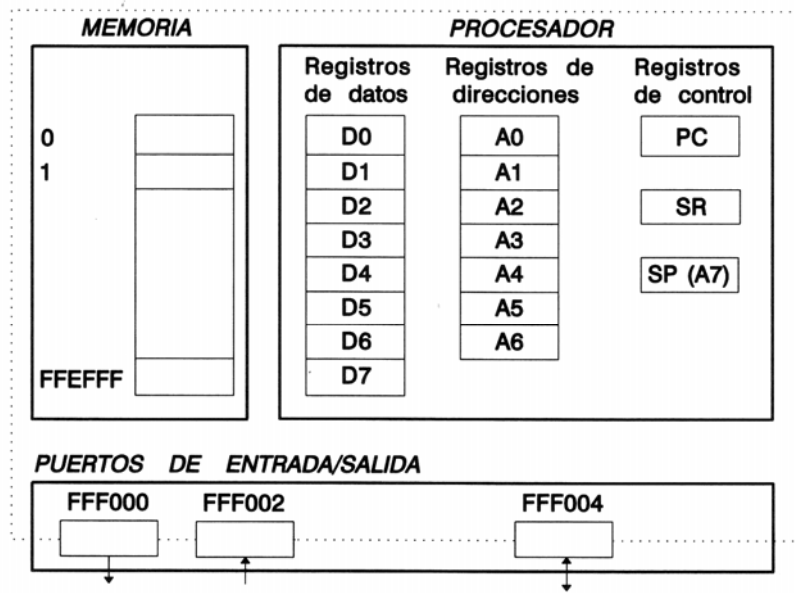 MEMORIA
PROCESADOR
Registros de datos
Registros de direcciones
Registros de control
0
1
FFEFFF
D0
D1
D2
D3
D4
D5
D6
D7
A0
A1
A2
A3
A4
A5
A6
PC
SR
SP (A7)
PUERTOS DE ENTRADA/SALIDA
FFF000
FFF002
FFF004